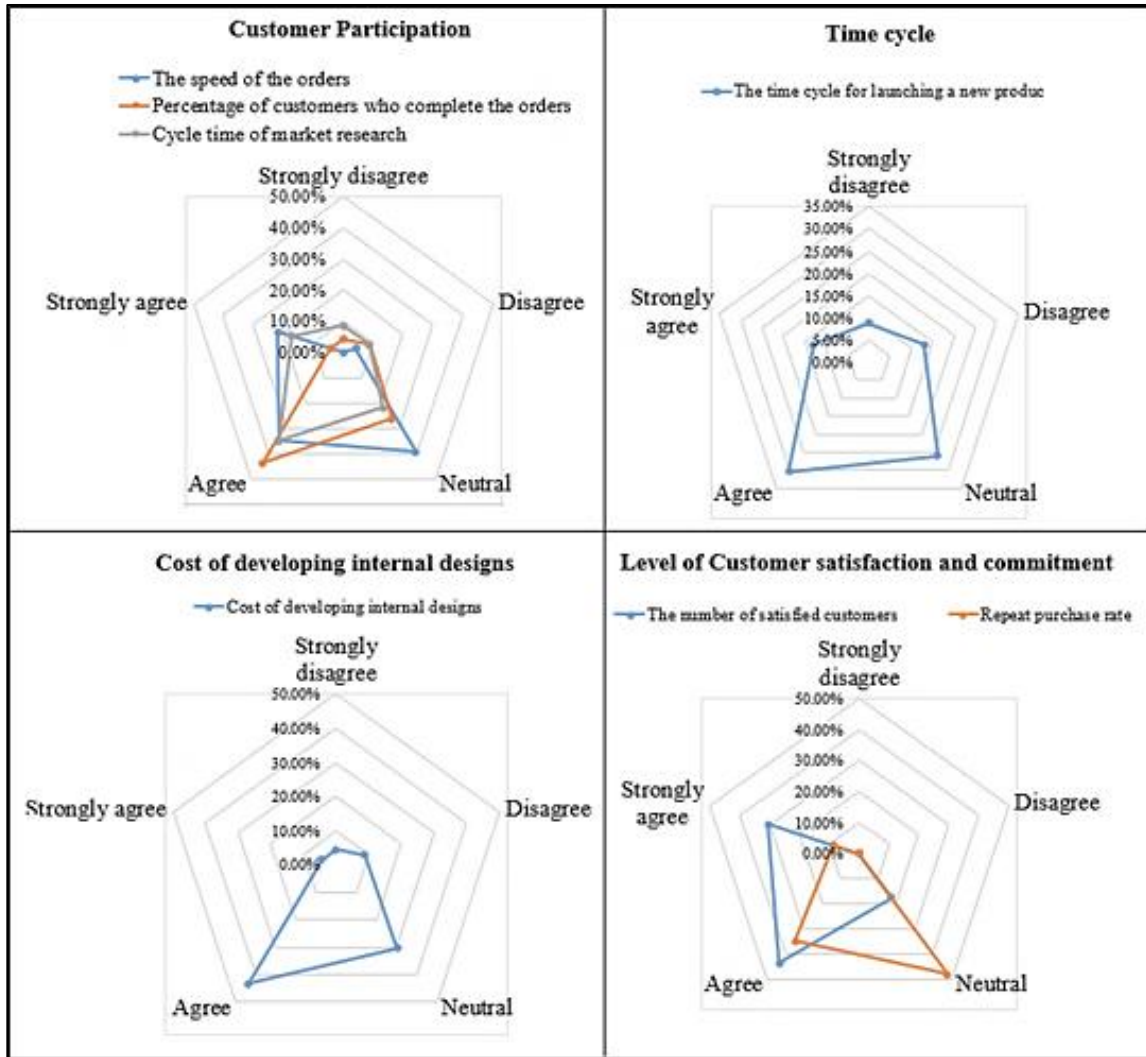 Customer Participation
The speed of the orders
Percentage of customers who complete the orders
Cycle time of market research
Strongly disagree
50.00%
40.00%
30.00%
20.00%
10.00%
0.00%
Strongly agree
Disagree
Agree
Neutral
Time cycle
The time cycle for launching a new produc
Strongly
disagree
35.00%
30.00%
25.00%
20.00%
15.00%
10.00%
5.00%
0.00%
Strongly
agree
Disagree
Agree
Neutral
Cost of developing internal designs
Cost of developing internal designs
Strongly
disagree
50.00%
40.00%
30.00%
20.00%
10.00%
0.00%
Strongly agree
Disagree
Agree
Neutral
Level of Customer satisfaction and commitment
The number of satisfied customers
Repeat purchase rate
Strongly
disagree
50.00%
40.00%
30.00%
20.00%
10.00%
0.00%
Strongly
agree
Disagree
Agree
Neutral